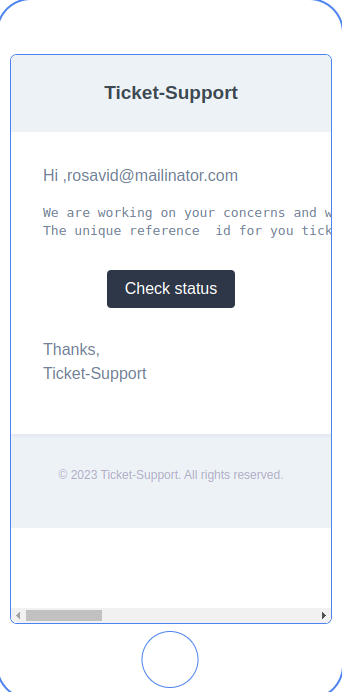 Ticket-Support
Hi ,rosavid@mailinator.com
We are working on your concerns and
The unique reference  id for you
Check status
Thanks,
Ticket-Support
© 2023 Ticket-Support. All rights reserved.